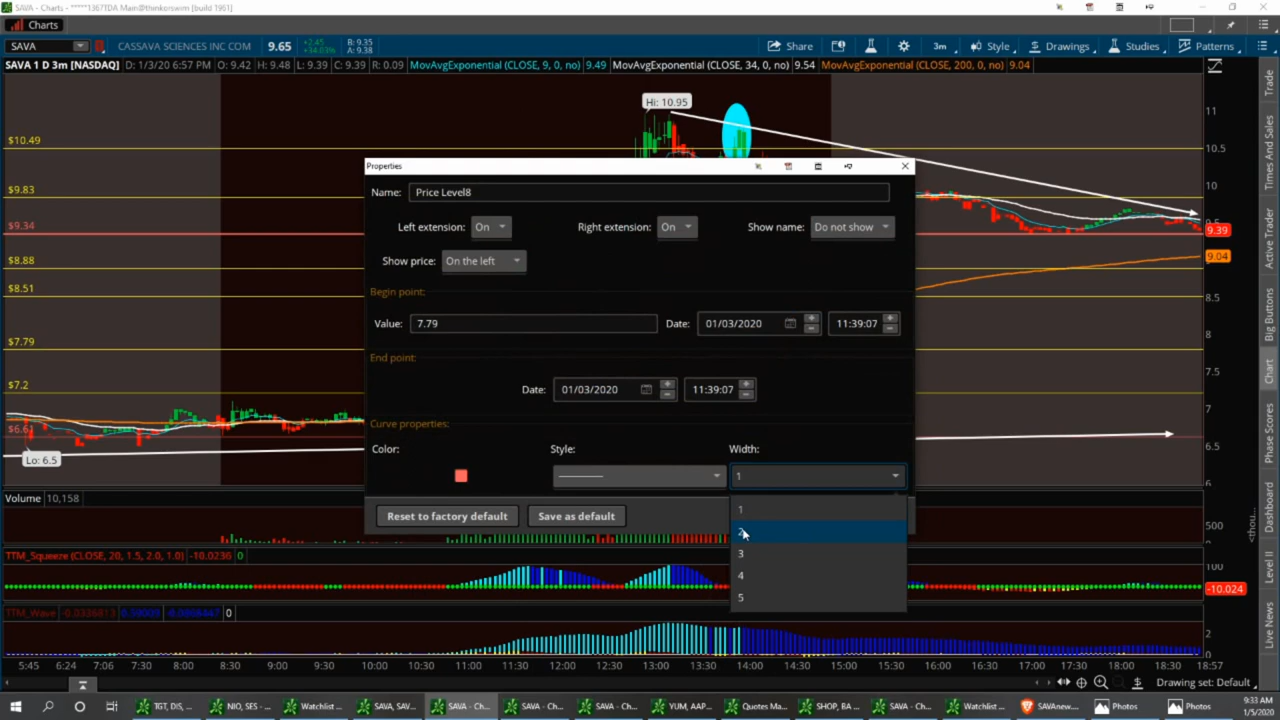 SAVA - Charts - *****1367TDA Main@thinkorswim [build 1981]
Charts
SAVA CASSAVA SCIENCES INC COM 9.65 +2.45 +34.03% B: 9.35 A: 9.38 Share 3m Style Drawings Studies Patterns
SAVA 1 D 3m [NASDAQ] D: 1/3/20 6:57 PM O: 9.42 H: 9.48 L: 9.39 C: 9.39 R: 0.09 MovAvgExponential (CLOSE, 9, 0, no) 9.49 MovAvgExponential (CLOSE, 34, 0, no) 9.54 MovAvgExponential (CLOSE, 200, 0, no) 9.04
Hi: 10.95
11
$10.49
10.5
Properties
$9.83
10
Name: Price Level8
$9.34
9.5
9.39
Left extension: On Right extension: On Show name: Do not show
$8.88
9.04
Show price: On the left
$8.51
8.5
Begin point:
Value: 7.79 Date: 01/03/2020 11:39:07
8
$7.79
End point:
7.5
$7.2
Date: 01/03/2020 11:39:07
7
$6.61
Curve properties:
6.5
Lo: 6.5
Color: Style: Width:
1
6
Reset to factory default Save as default
1
2
3
4
5
Volume 10,158
500
<thou...
TTM_Squeeze (CLOSE, 20, 1.5, 2.0, 1.0) -10.0236 0
100
-10.024
TTM_Wave -0.0336813 0
2
0
5:45 6:24 7:06 7:30 8:00 8:30 9:30 10:00 10:30 11:00 11:30 12:00 12:30 13:00 13:30 14:00 14:30 15:00 15:30 16:00 16:30 17:00 17:30 18:00 18:30 18:57
Drawing set: Default
Trade
Times And Sales
Active Trader
Big Buttons
Chart
Phase Scores
Dashboard
Level II
Live News
TGT, DIS, ... NIO, SES - ... Watchlist ... SAVA, SAV... SAVA - Ch... SAVA - Ch... SAVA - Ch... YUM, AAP... Quotes Ma... SHOP, BA ... SAVA - Ch... Watchlist ... SAVAnew.... Photos Photos
9:33 AM
1/5/2020